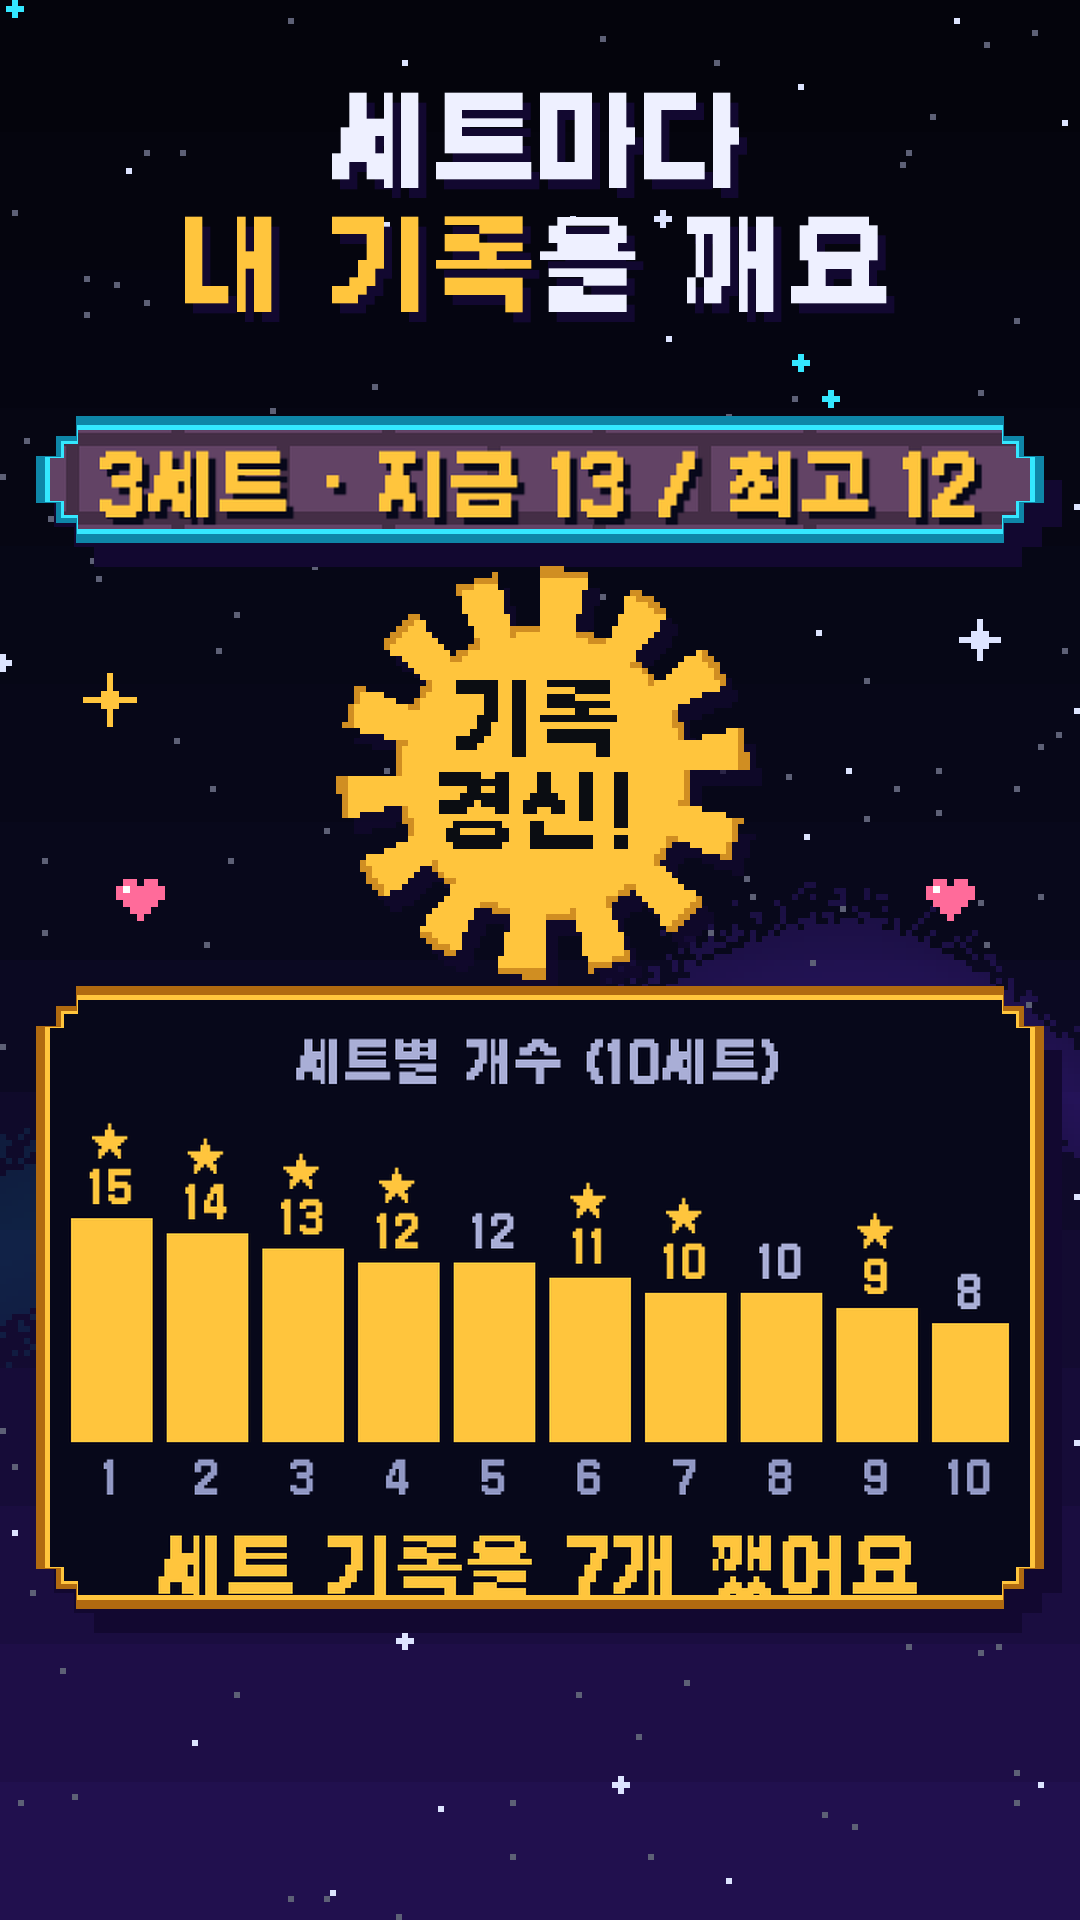 세트마다
내 기록을 깨요
3세트 · 지금 13 / 최고 12
기록
경신!
세트별 개수 (10세트)
15 14 13 12 12 11 10 10 9 8
1 2 3 4 5 6 7 8 9 10
세트 기록을 7개 깼어요